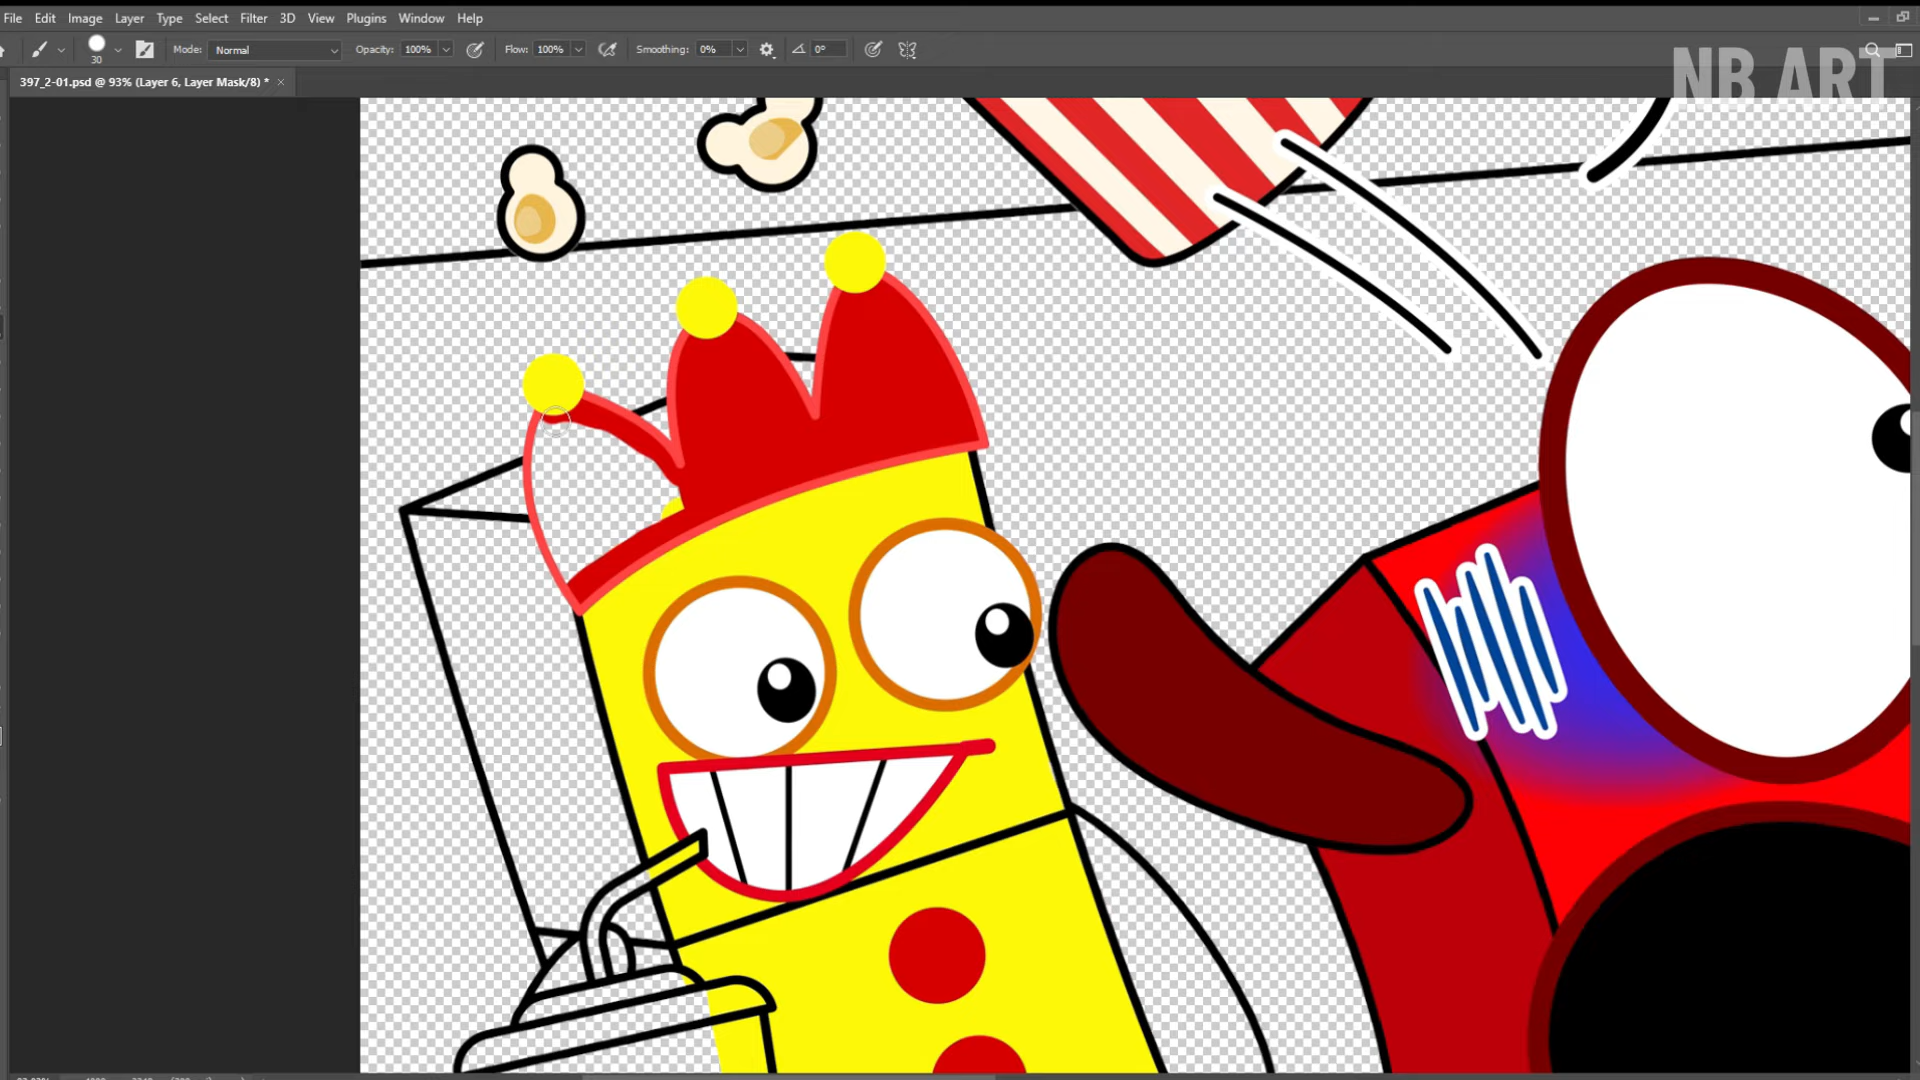 File Edit Image Layer Type Select Filter 3D View Plugins Window Help
30 Mode: Normal Opacity: 100% Flow: 100% Smoothing: 0% 0°
397_2-01.psd @ 93% (Layer 6, Layer Mask/8) * ×
NB ART